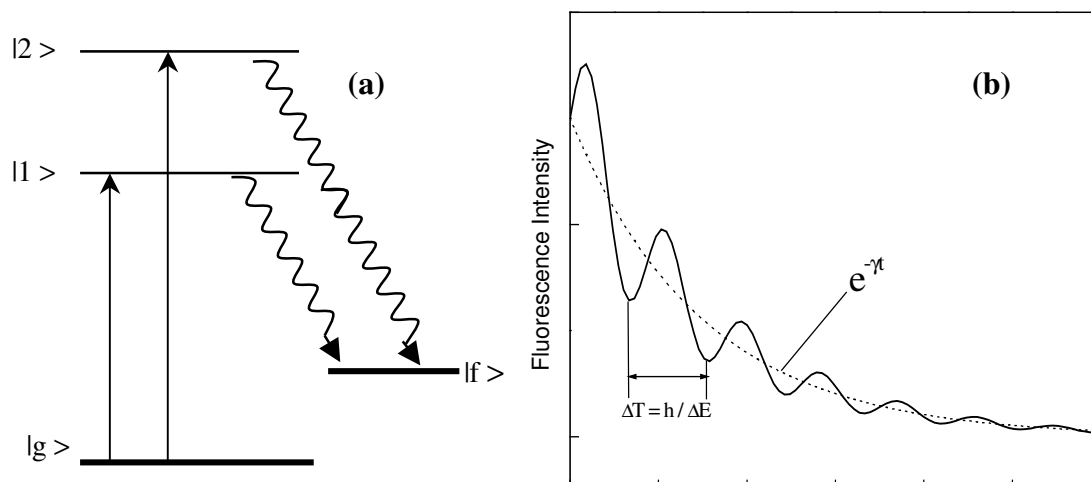 |2 >
(a)
|1 >
|f >
|g>
(b)
Fluorescence Intensity
e^-γt
ΔT = h / ΔE